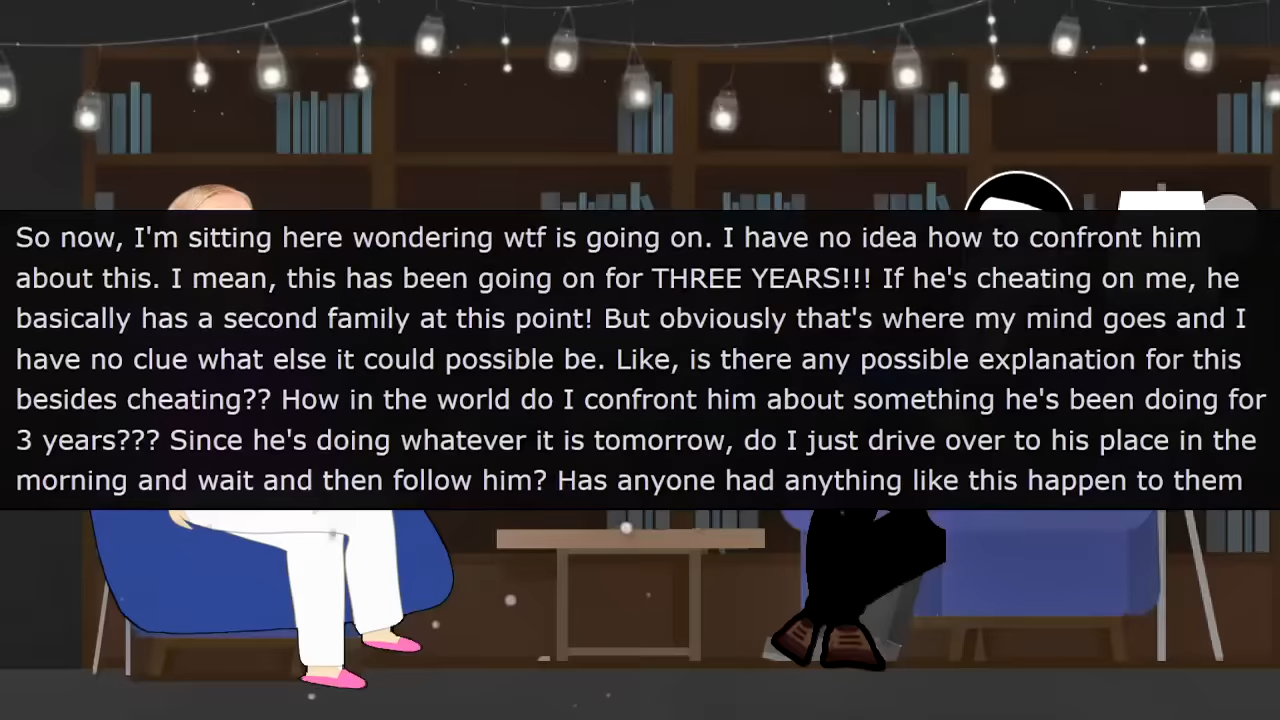 So now, I'm sitting here wondering wtf is going on. I have no idea how to confront him
about this. I mean, this has been going on for THREE YEARS!!! If he's cheating on me, he
basically has a second family at this point! But obviously that's where my mind goes and I
have no clue what else it could possible be. Like, is there any possible explanation for this
besides cheating?? How in the world do I confront him about something he's been doing for
3 years??? Since he's doing whatever it is tomorrow, do I just drive over to his place in the
morning and wait and then follow him? Has anyone had anything like this happen to them